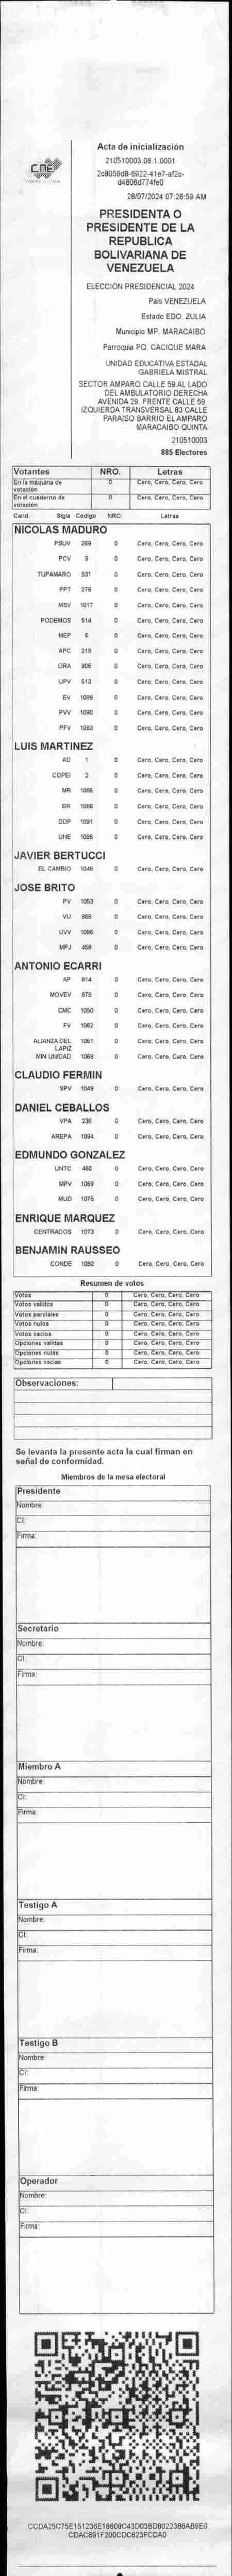 CNE
Acta de inicialización
210510003.06.1.0001
2c8059d8-6922-41e7-af2c-
d4806d774fe0
28/07/2024 07:26:59 AM
PRESIDENTA O
PRESIDENTE DE LA
REPUBLICA
BOLIVARIANA DE
VENEZUELA
ELECCIÓN PRESIDENCIAL 2024
Pais VENEZUELA
Estado EDO. ZULIA
Municipio MP. MARACAIBO
Parroquia PQ. CACIQUE MARA
UNIDAD EDUCATIVA ESTADAL
GABRIELA MISTRAL
SECTOR AMPARO CALLE 59 AL LADO
DEL AMBULATORIO DERECHA
AVENIDA 29. FRENTE CALLE 59.
IZQUIERDA TRANSVERSAL 83 CALLE
PARAISO BARRIO EL AMPARO
MARACAIBO QUINTA
210510003
885 Electores
Votantes NRO. Letras
En la máquina de votación 0 Cero, Cero, Cero, Cero
En el cuaderno de votación 0 Cero, Cero, Cero, Cero
Cand. Sigla Codigo NRO. Letras
NICOLAS MADURO
PSUV 269 0 Cero, Cero, Cero, Cero
PCV 9 0 Cero, Cero, Cero, Cero
TUPAMARO 931 0 Cero, Cero, Cero, Cero
PPT 276 0 Cero, Cero, Cero, Cero
MSV 1017 0 Cero, Cero, Cero, Cero
PODEMOS 514 0 Cero, Cero, Cero, Cero
MEP 6 0 Cero, Cero, Cero, Cero
APC 219 0 Cero, Cero, Cero, Cero
ORA 908 0 Cero, Cero, Cero, Cero
UPV 513 0 Cero, Cero, Cero, Cero
EV 1089 0 Cero, Cero, Cero, Cero
PVV 1090 0 Cero, Cero, Cero, Cero
PFV 1093 0 Cero, Cero, Cero, Cero
LUIS MARTINEZ
AD 1 0 Cero, Cero, Cero, Cero
COPEI 2 0 Cero, Cero, Cero, Cero
MR 1065 0 Cero, Cero, Cero, Cero
BR 1066 0 Cero, Cero, Cero, Cero
DDP 1091 0 Cero, Cero, Cero, Cero
UNE 1095 0 Cero, Cero, Cero, Cero
JAVIER BERTUCCI
EL CAMBIO 1048 0 Cero, Cero, Cero, Cero
JOSE BRITO
PV 1053 0 Cero, Cero, Cero, Cero
VU 969 0 Cero, Cero, Cero, Cero
UVV 1096 0 Cero, Cero, Cero, Cero
MPJ 458 0 Cero, Cero, Cero, Cero
ANTONIO ECARRI
AP 914 0 Cero, Cero, Cero, Cero
MOVEV 978 0 Cero, Cero, Cero, Cero
CMC 1050 0 Cero, Cero, Cero, Cero
FV 1062 0 Cero, Cero, Cero, Cero
ALIANZA DEL LAPIZ 1051 0 Cero, Cero, Cero, Cero
MIN UNIDAD 1068 0 Cero, Cero, Cero, Cero
CLAUDIO FERMIN
SPV 1049 0 Cero, Cero, Cero, Cero
DANIEL CEBALLOS
VPA 236 0 Cero, Cero, Cero, Cero
AREPA 1094 0 Cero, Cero, Cero, Cero
EDMUNDO GONZALEZ
UNTC 460 0 Cero, Cero, Cero, Cero
MPV 1069 0 Cero, Cero, Cero, Cero
MUD 1075 0 Cero, Cero, Cero, Cero
ENRIQUE MARQUEZ
CENTRADOS 1073 0 Cero, Cero, Cero, Cero
BENJAMIN RAUSSEO
CONDE 1092 0 Cero, Cero, Cero, Cero
Resumen de votos
Votos 0 Cero, Cero, Cero, Cero
Votos validos 0 Cero, Cero, Cero, Cero
Votos parciales 0 Cero, Cero, Cero, Cero
Votos nulos 0 Cero, Cero, Cero, Cero
Votos vacios 0 Cero, Cero, Cero, Cero
Opciones validas 0 Cero, Cero, Cero, Cero
Opciones nulas 0 Cero, Cero, Cero, Cero
Opciones vacias 0 Cero, Cero, Cero, Cero
Observaciones:
Se levanta la presente acta la cual firman en
señal de conformidad.
Miembros de la mesa electoral
Presidente
Nombre:
CI:
Firma:
Secretario
Nombre:
CI:
Firma:
Miembro A
Nombre:
CI:
Firma:
Testigo A
Nombre:
CI:
Firma:
Testigo B
Nombre:
CI:
Firma:
Operador
Nombre:
CI:
Firma:
CCDA25C75E151236E18609C43D03BD8022386AB9E0
CDAC891F200CDC623FCDA0